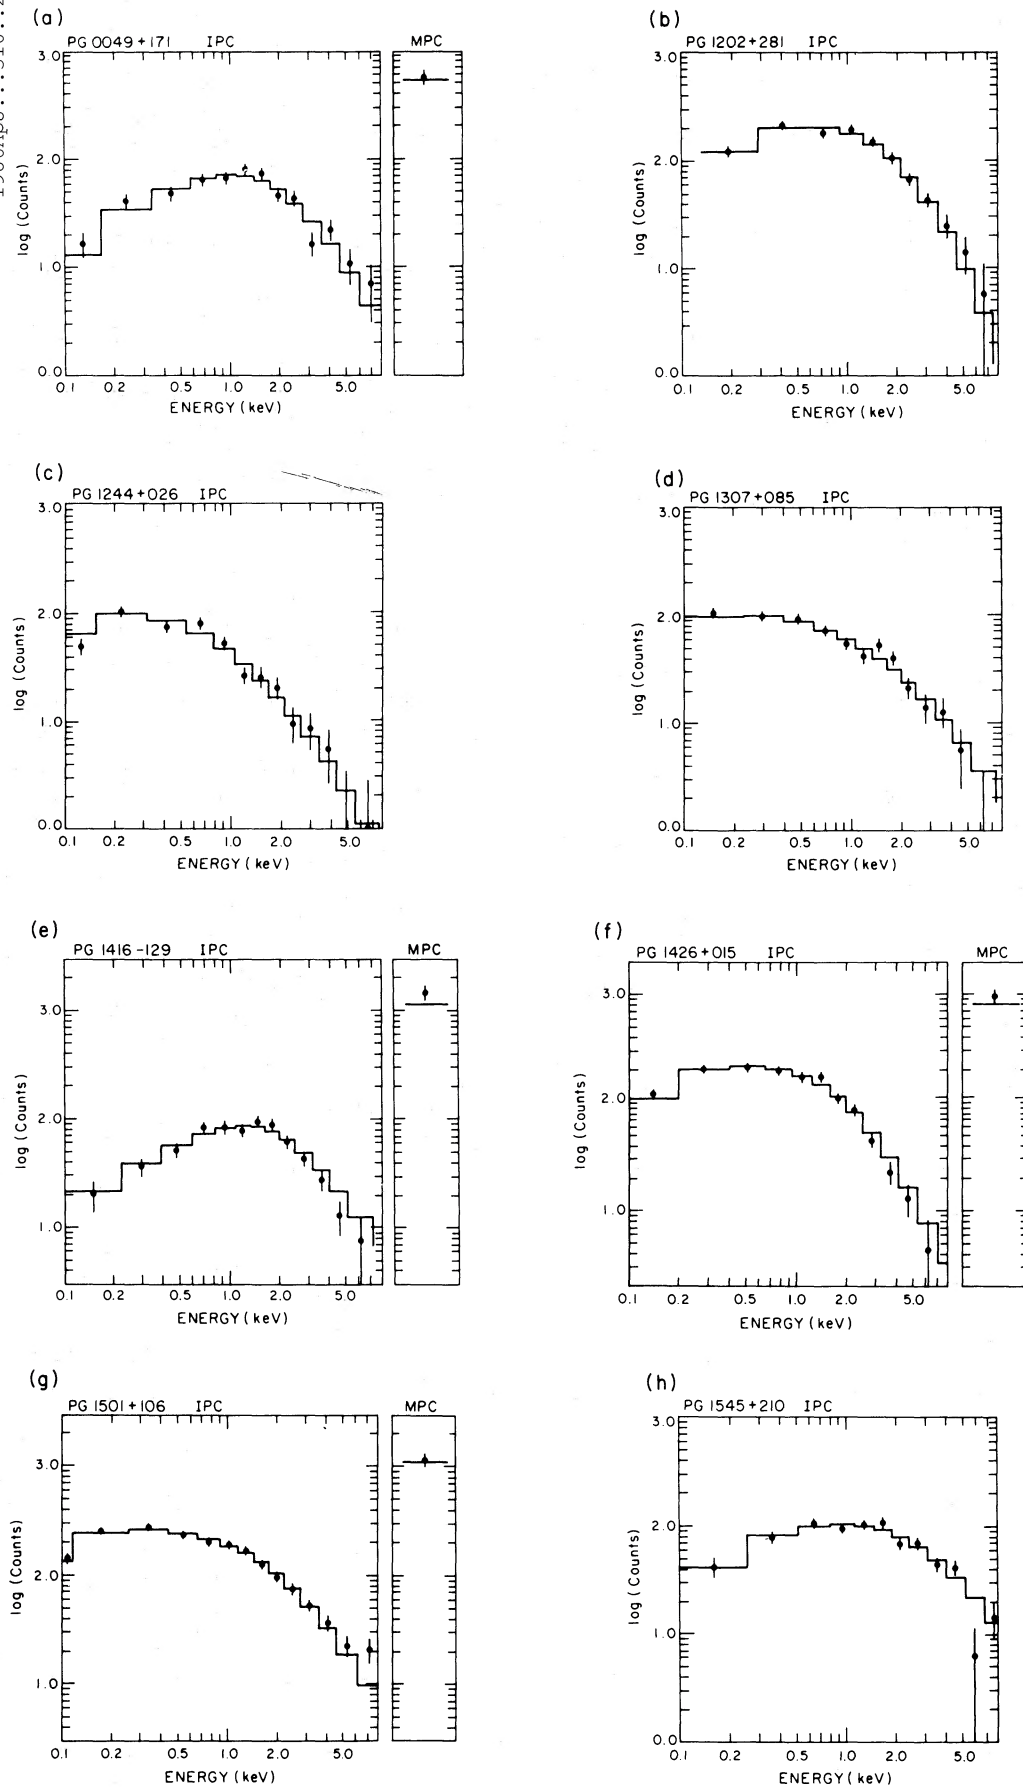 (a)
PG 0049+171 IPC MPC
3.0
2.0
1.0
0.0
log (Counts)
0.1 0.2 0.5 1.0 2.0 5.0
ENERGY (keV)
(b)
PG 1202+281 IPC
3.0
2.0
1.0
0.0
log (Counts)
0.1 0.2 0.5 1.0 2.0 5.0
ENERGY (keV)
(c)
PG 1244+026 IPC
3.0
2.0
1.0
0.0
log (Counts)
0.1 0.2 0.5 1.0 2.0 5.0
ENERGY (keV)
(d)
PG 1307+085 IPC
3.0
2.0
1.0
0.0
log (Counts)
0.1 0.2 0.5 1.0 2.0 5.0
ENERGY (keV)
(e)
PG 1416-129 IPC MPC
3.0
2.0
1.0
log (Counts)
0.1 0.2 0.5 1.0 2.0 5.0
ENERGY (keV)
(f)
PG 1426+015 IPC MPC
3.0
2.0
1.0
log (Counts)
0.1 0.2 0.5 1.0 2.0 5.0
ENERGY (keV)
(g)
PG 1501+106 IPC MPC
3.0
2.0
1.0
log (Counts)
0.1 0.2 0.5 1.0 2.0 5.0
ENERGY (keV)
(h)
PG 1545+210 IPC
3.0
2.0
1.0
0.0
log (Counts)
0.1 0.2 0.5 1.0 2.0 5.0
ENERGY (keV)